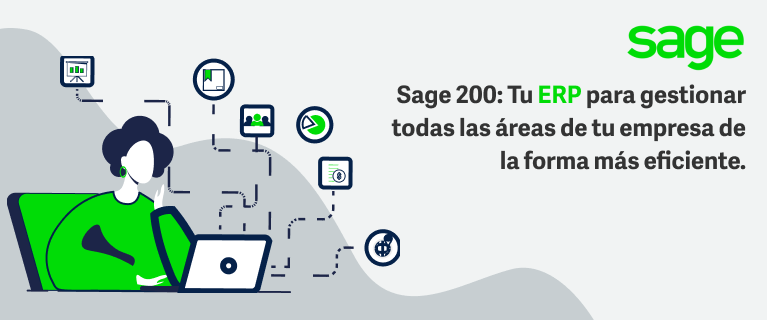 sage
Sage 200: Tu ERP para gestionar
todas las áreas de tu empresa de
la forma más eficiente.